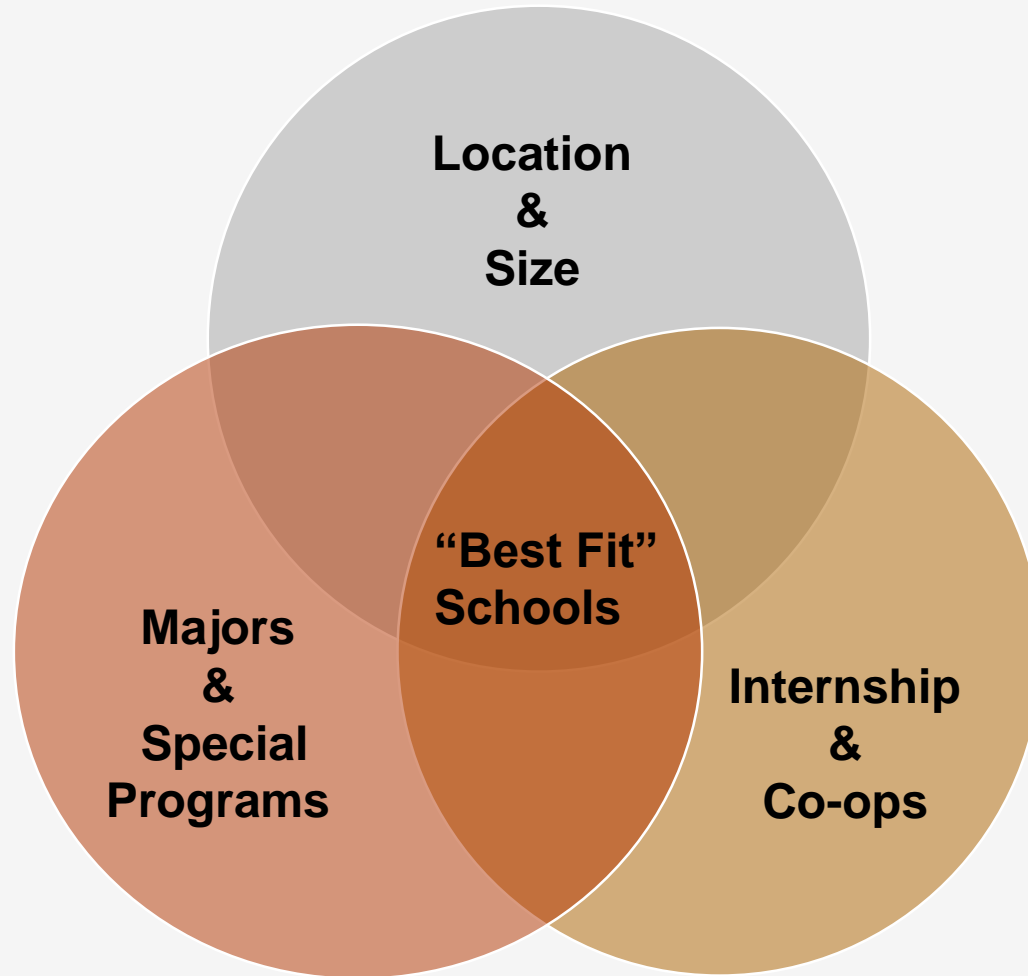 Location
&
Size
“Best Fit”
Schools
Majors
&
Special
Programs
Internship
&
Co-ops